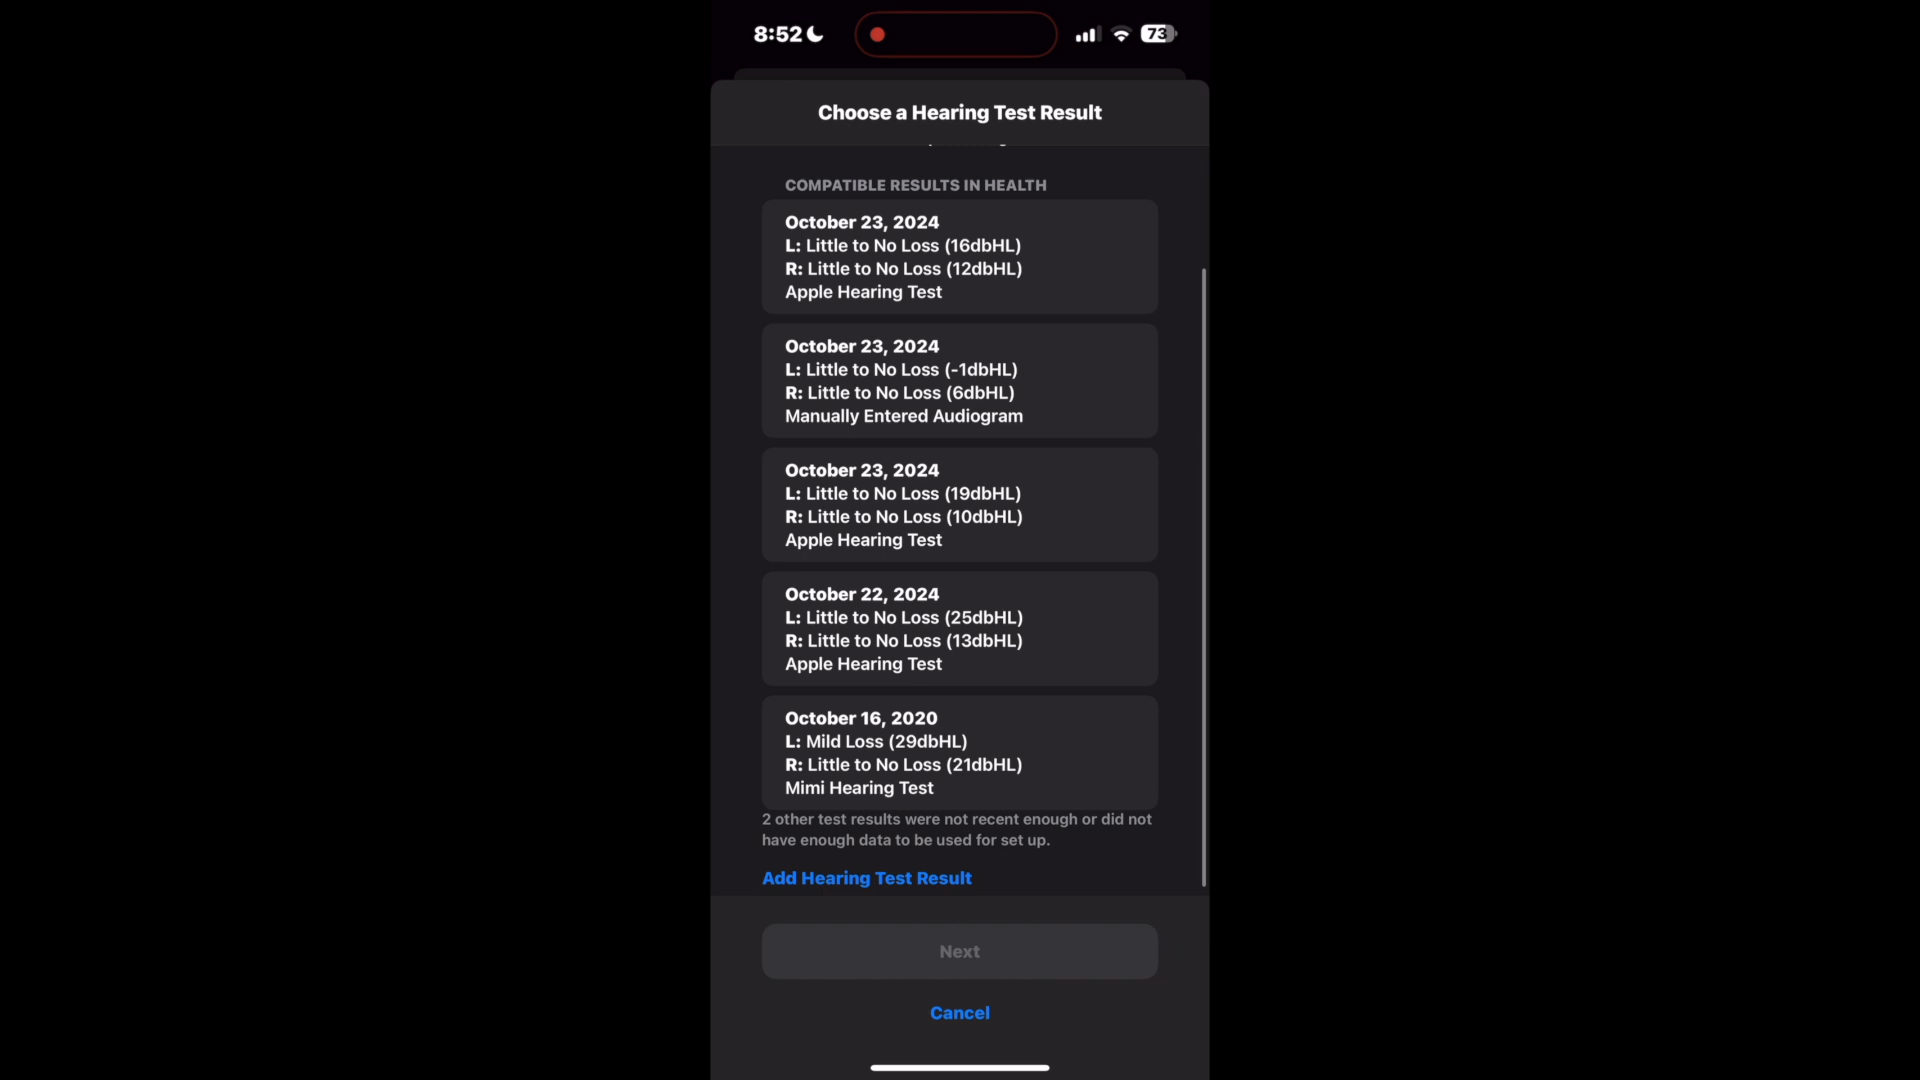 8:52
73
Choose a Hearing Test Result
COMPATIBLE RESULTS IN HEALTH
October 23, 2024
L: Little to No Loss (16dbHL)
R: Little to No Loss (12dbHL)
Apple Hearing Test
October 23, 2024
L: Little to No Loss (-1dbHL)
R: Little to No Loss (6dbHL)
Manually Entered Audiogram
October 23, 2024
L: Little to No Loss (19dbHL)
R: Little to No Loss (10dbHL)
Apple Hearing Test
October 22, 2024
L: Little to No Loss (25dbHL)
R: Little to No Loss (13dbHL)
Apple Hearing Test
October 16, 2020
L: Mild Loss (29dbHL)
R: Little to No Loss (21dbHL)
Mimi Hearing Test
2 other test results were not recent enough or did not
have enough data to be used for set up.
Add Hearing Test Result
Next
Cancel